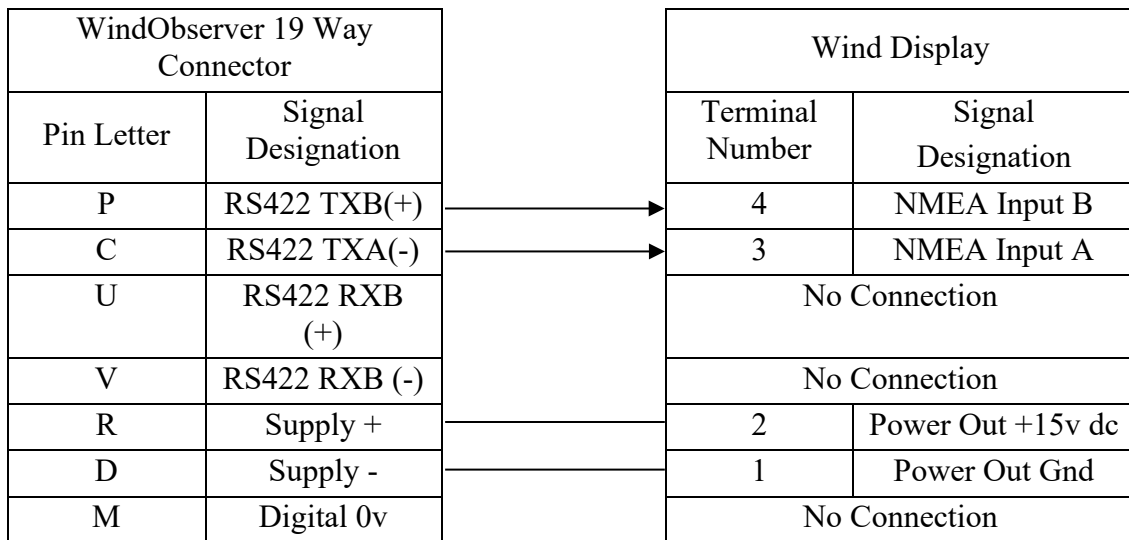 WindObserver 19 Way
Connector
Wind Display
Pin Letter
Signal
Designation
Terminal
Number
Signal
Designation
P RS422 TXB(+) 4 NMEA Input B
C RS422 TXA(-) 3 NMEA Input A
U RS422 RXB
(+) No Connection
V RS422 RXB (-) No Connection
R Supply + 2 Power Out +15v dc
D Supply - 1 Power Out Gnd
M Digital 0v No Connection